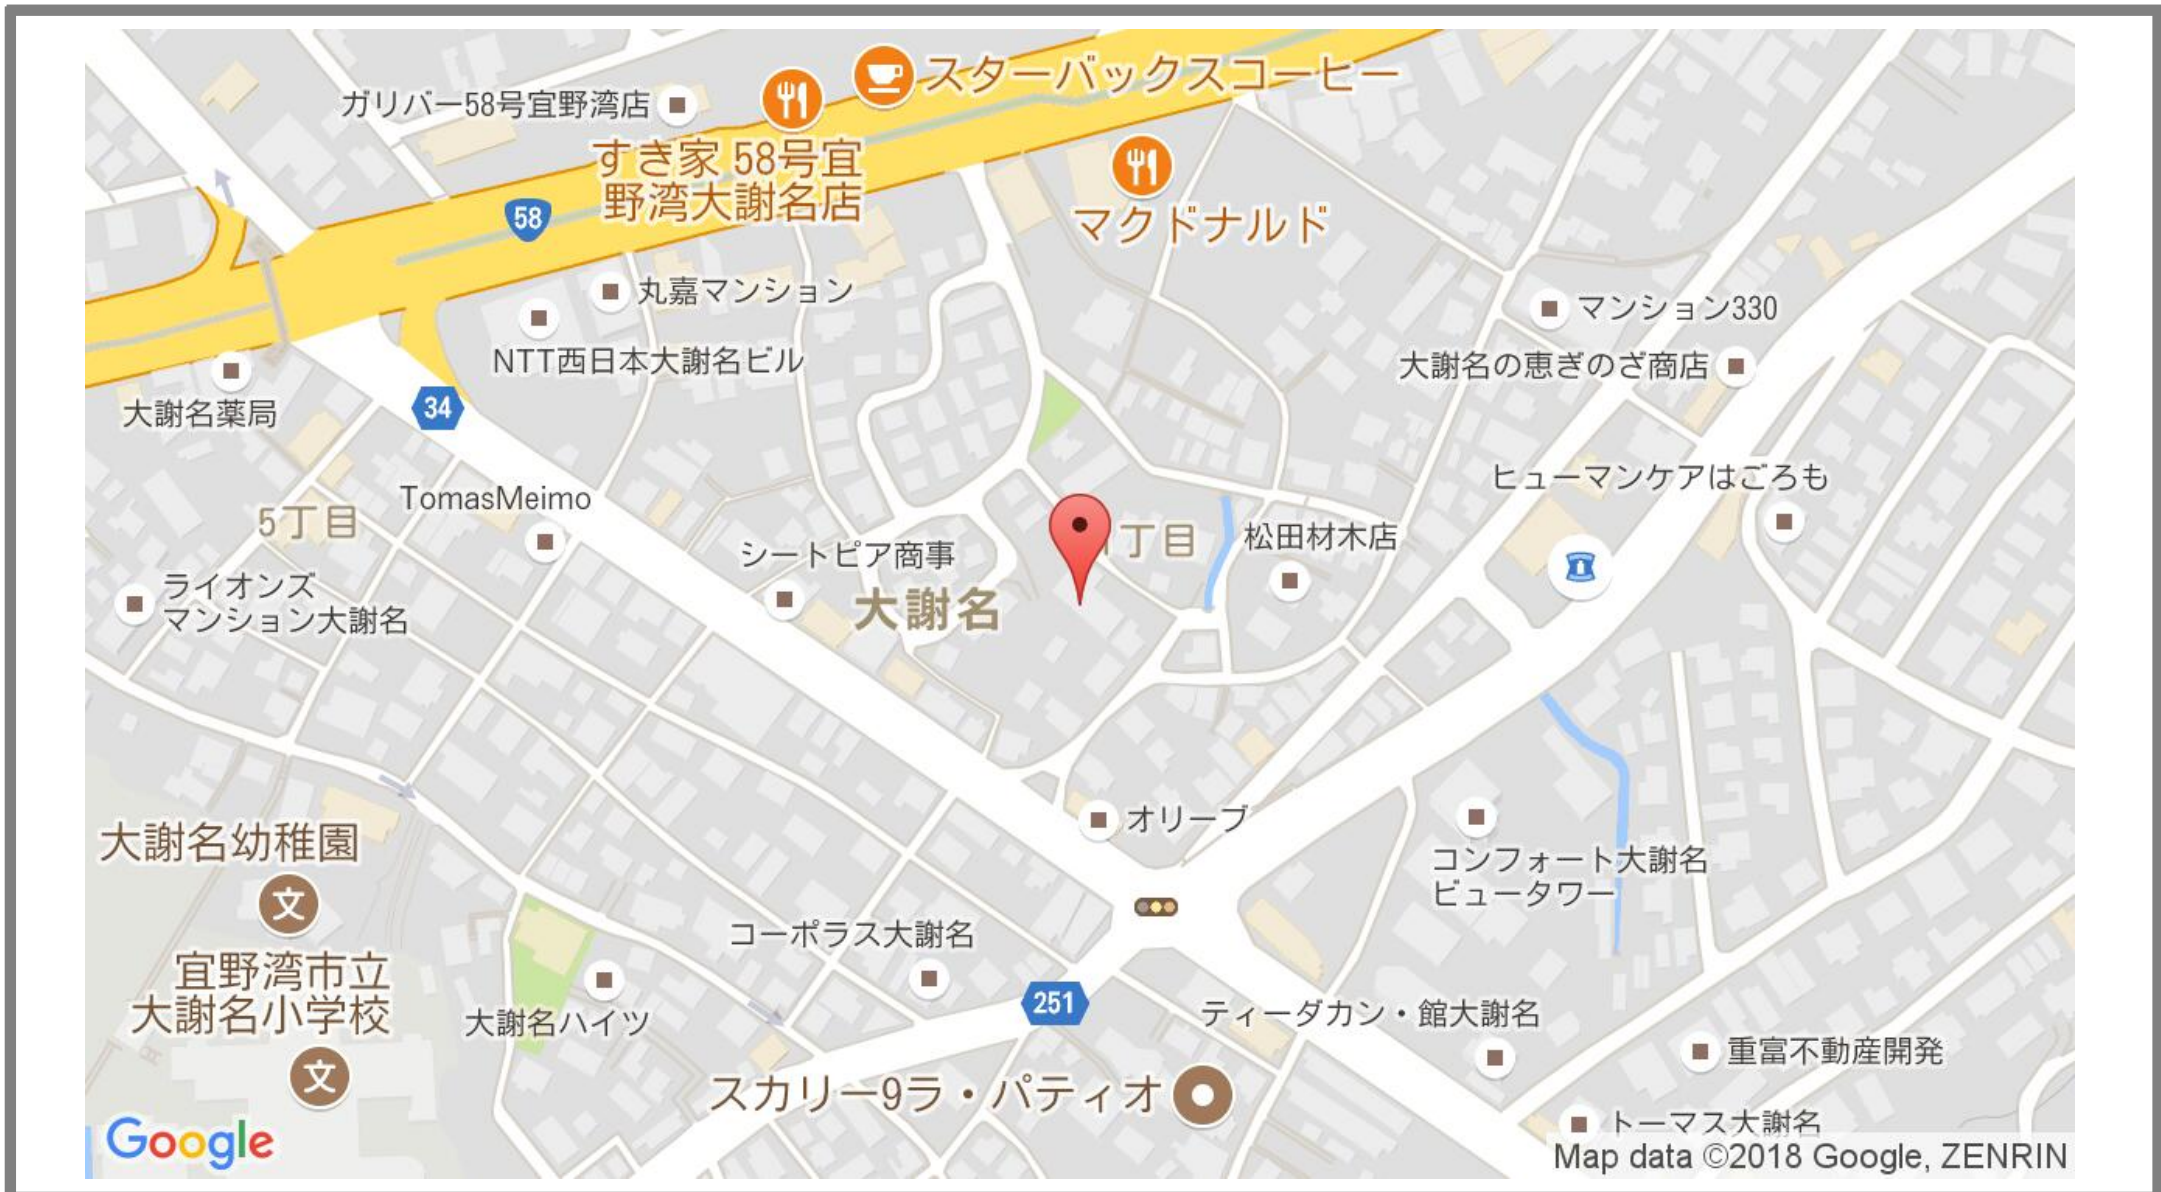 スターバックスコーヒー
ガリバー58号宜野湾店
すき家 58号宜
野湾大謝名店
58
マクドナルド
丸嘉マンション
マンション330
NTT西日本大謝名ビル
大謝名の恵ぎのざ商店
大謝名薬局
34
ヒューマンケアはごろも
TomasMeimo
5丁目
丁目
松田材木店
シートピア商事
大謝名
ライオンズ
マンション大謝名
オリーブ
大謝名幼稚園
文
コンフォート大謝名
ビュータワー
コーポラス大謝名
宜野湾市立
大謝名小学校
文
大謝名ハイツ
251
ティーダカン・館大謝名
重富不動産開発
スカリー9ラ・パティオ
トーマス大謝名
Google
Map data ©2018 Google, ZENRIN